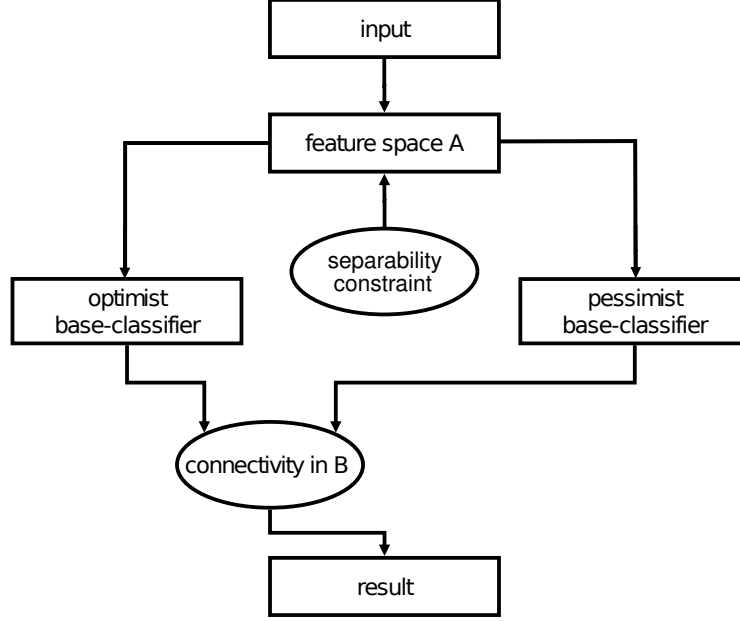 input
feature space A
separability
constraint
optimist
base-classifier
pessimist
base-classifier
connectivity in B
result